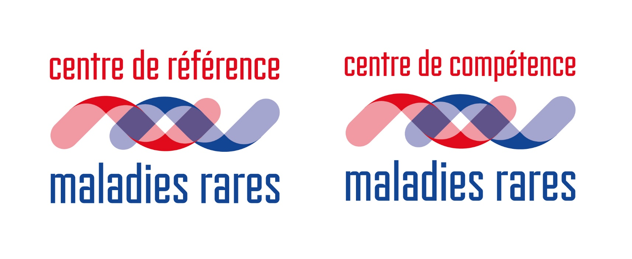 centre de référence
maladies rares
centre de compétence
maladies rares